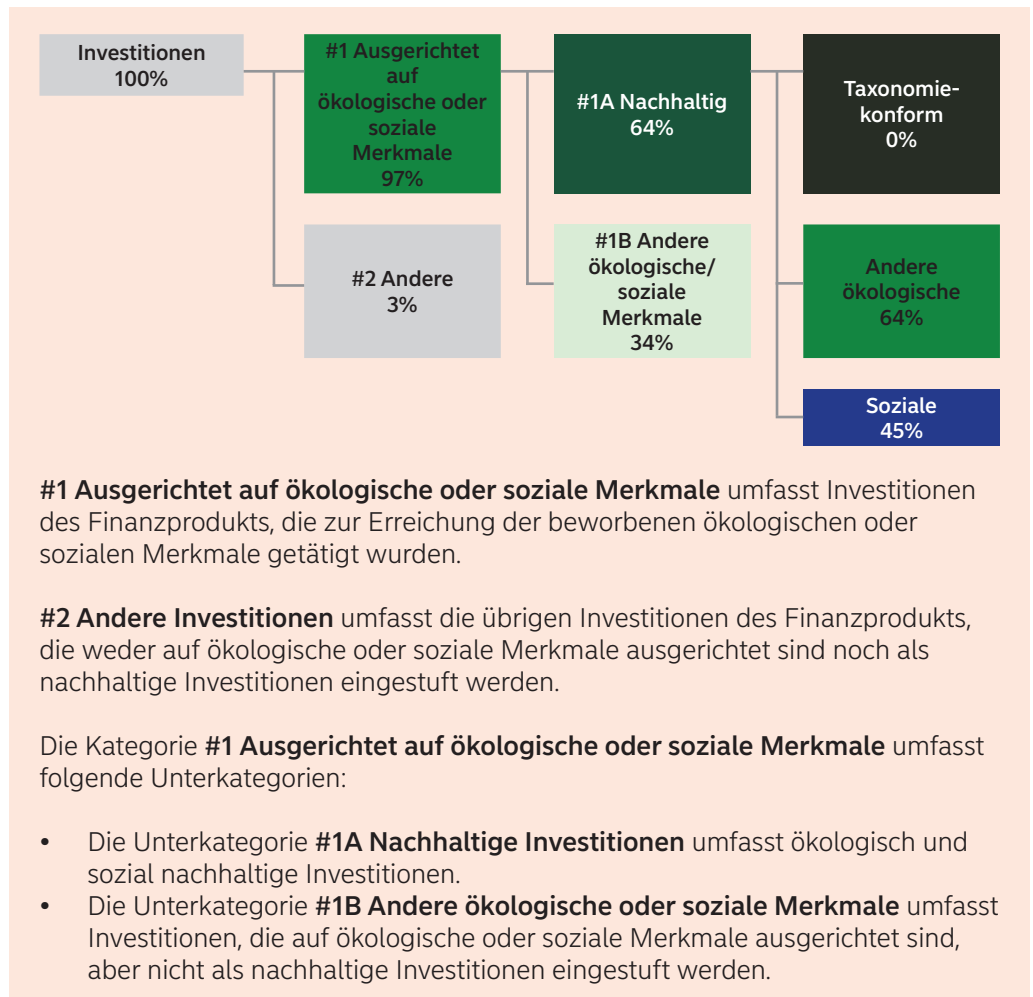 Investitionen
100%
#1 Ausgerichtet
auf
ökologische oder
soziale
Merkmale
97%
#1A Nachhaltig
64%
Taxonomie-
konform
0%
#2 Andere
3%
#1B Andere
ökologische/
soziale
Merkmale
34%
Andere
ökologische
64%
Soziale
45%
#1 Ausgerichtet auf ökologische oder soziale Merkmale umfasst Investitionen
des Finanzprodukts, die zur Erreichung der beworbenen ökologischen oder
sozialen Merkmale getätigt wurden.
#2 Andere Investitionen umfasst die übrigen Investitionen des Finanzprodukts,
die weder auf ökologische oder soziale Merkmale ausgerichtet sind noch als
nachhaltige Investitionen eingestuft werden.
Die Kategorie #1 Ausgerichtet auf ökologische oder soziale Merkmale umfasst
folgende Unterkategorien:
• Die Unterkategorie #1A Nachhaltige Investitionen umfasst ökologisch und
sozial nachhaltige Investitionen.
• Die Unterkategorie #1B Andere ökologische oder soziale Merkmale umfasst
Investitionen, die auf ökologische oder soziale Merkmale ausgerichtet sind,
aber nicht als nachhaltige Investitionen eingestuft werden.